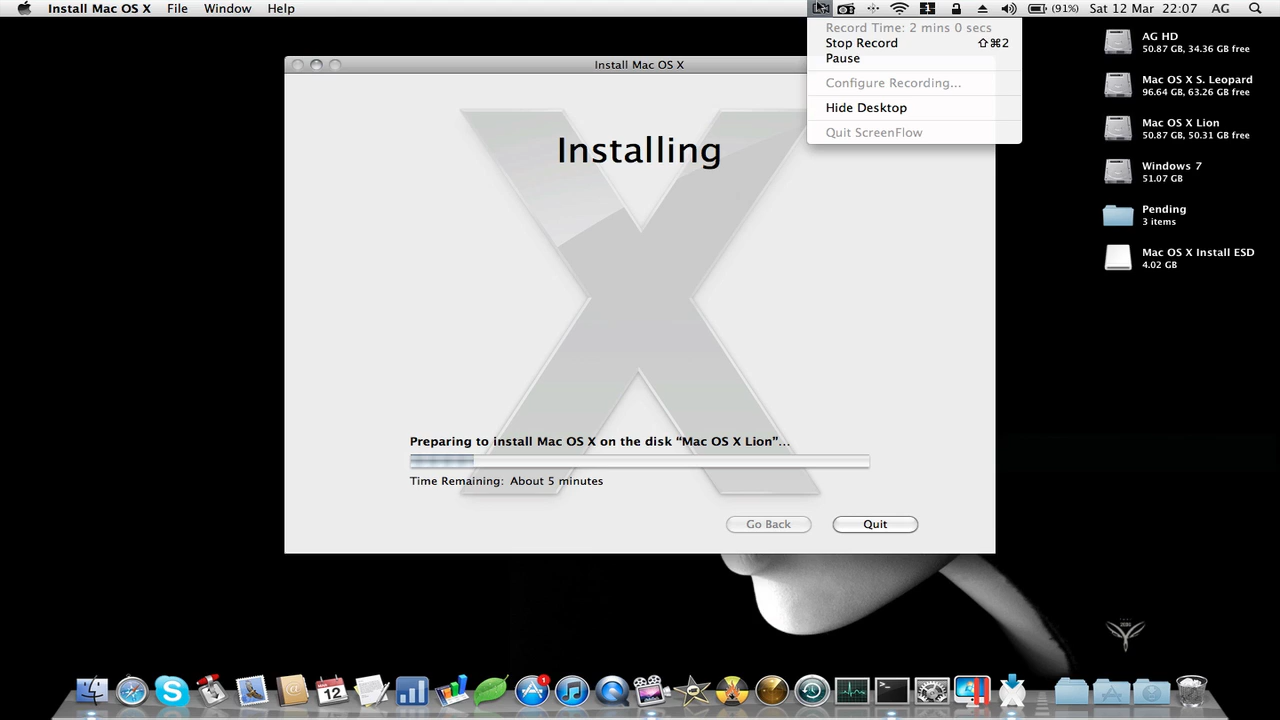 Install Mac OS X File Window Help (91%) Sat 12 Mar 22:07 AG
Record Time: 2 mins 0 secs
Stop Record ⇧⌘2
Pause
Configure Recording...
Hide Desktop
Quit ScreenFlow
Install Mac OS X
Installing
Preparing to install Mac OS X on the disk “Mac OS X Lion”...
Time Remaining: About 5 minutes
Go Back Quit
AG HD
50.87 GB, 34.36 GB free
Mac OS X S. Leopard
96.64 GB, 63.26 GB free
Mac OS X Lion
50.87 GB, 50.31 GB free
Windows 7
51.07 GB
Pending
3 items
Mac OS X Install ESD
4.02 GB
12
1